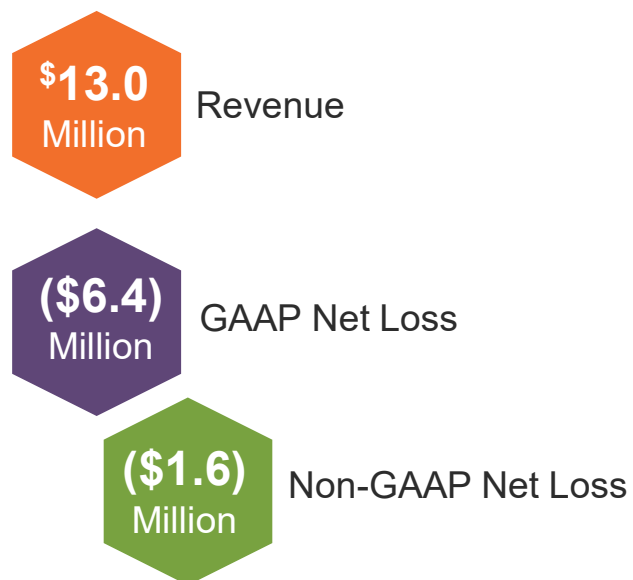 $13.0
Million
Revenue
($6.4)
Million
GAAP Net Loss
($1.6)
Million
Non-GAAP Net Loss